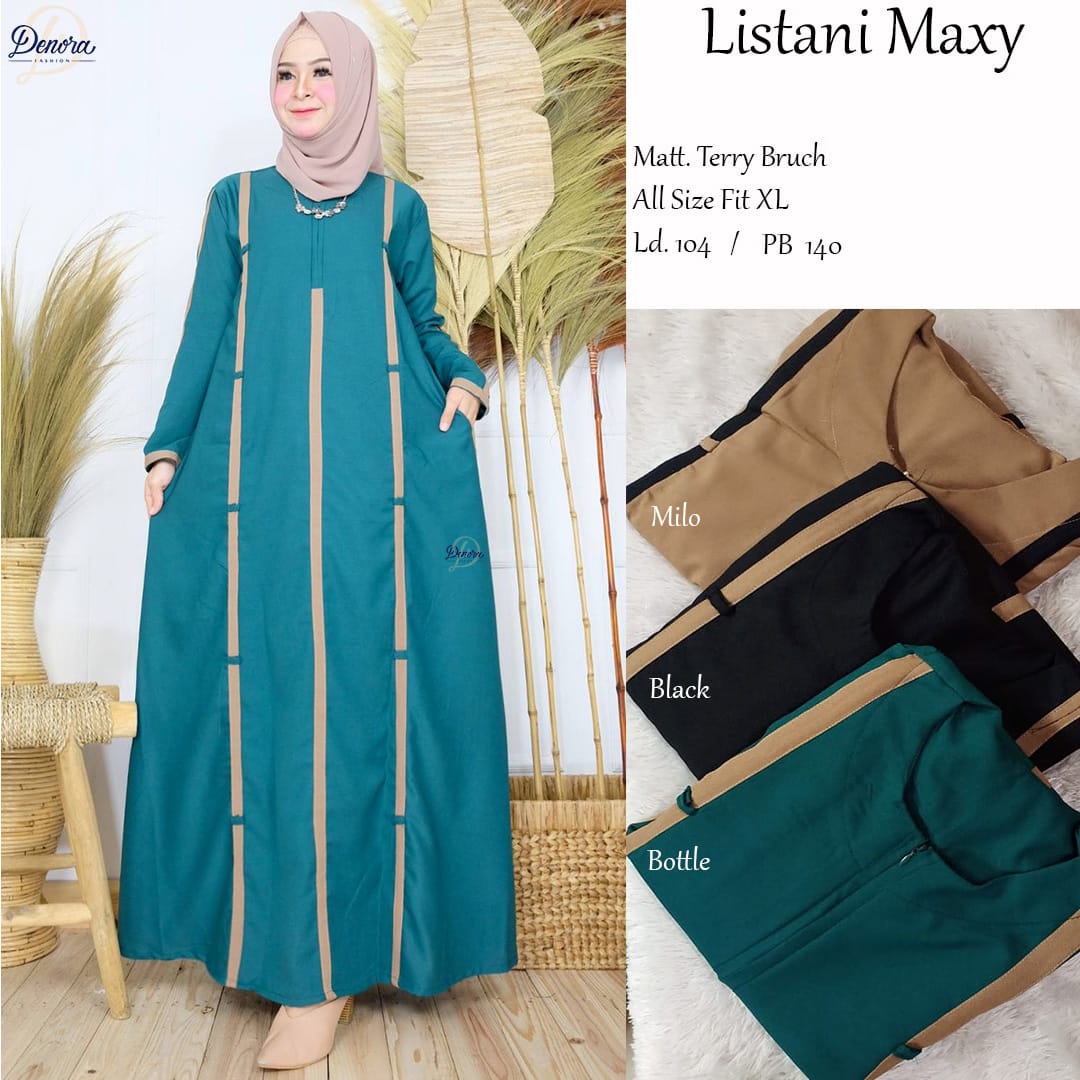 Denora
FASHION
Listani Maxy
Matt. Terry Bruch
All Size Fit XL
Ld. 104 / PB 140
Denora
Milo
Black
Bottle